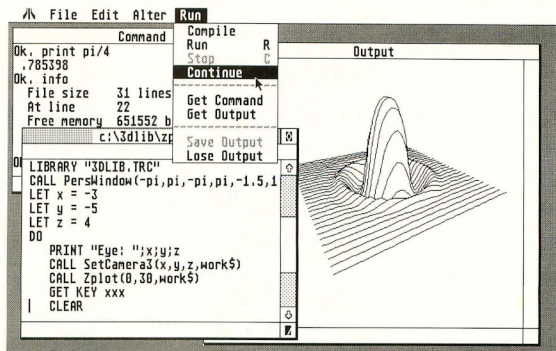 File Edit Alter Run
Compile
Run R
Stop C
Continue
Get Command
Get Output
Save Output
Lose Output
Command
Ok. print pi/4
.785398
Ok. info
File size 31 lines
At line 22
Free memory 651552 b
c:\3dlib\zp
LIBRARY "3DLIB.TRC"
CALL PersWindow(-pi,pi,-pi,pi,-1.5,1
LET x = -3
LET y = -5
LET z = 4
DO
PRINT "Eye: ";x;y;z
CALL SetCamera3(x,y,z,work$)
CALL Zplot(0,30,work$)
GET KEY xxx
CLEAR
Output